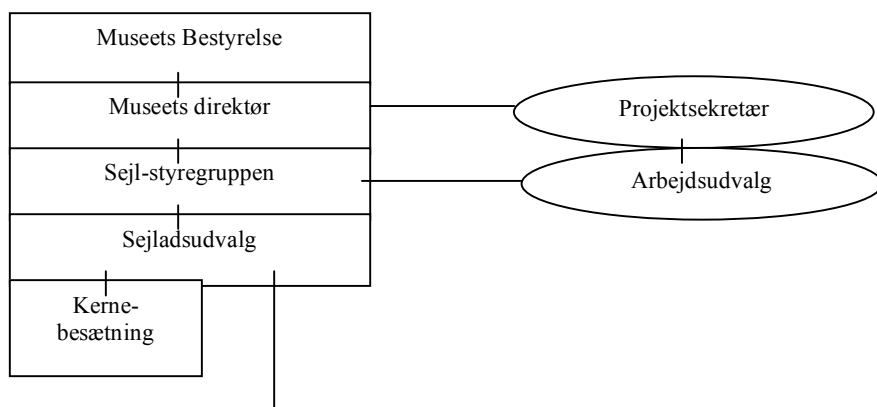 Museets Bestyrelse
Museets direktør
Projektsekretær
Sejl-styregruppen
Arbejdsudvalg
Sejladsudvalg
Kerne-
besætning